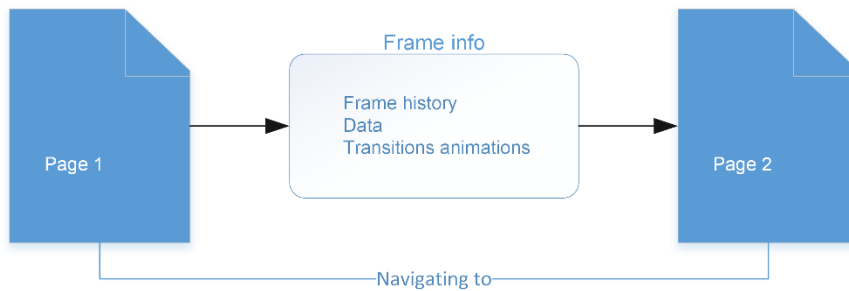 Frame info
Frame history
Data
Transitions animations
Page 1
Page 2
Navigating to